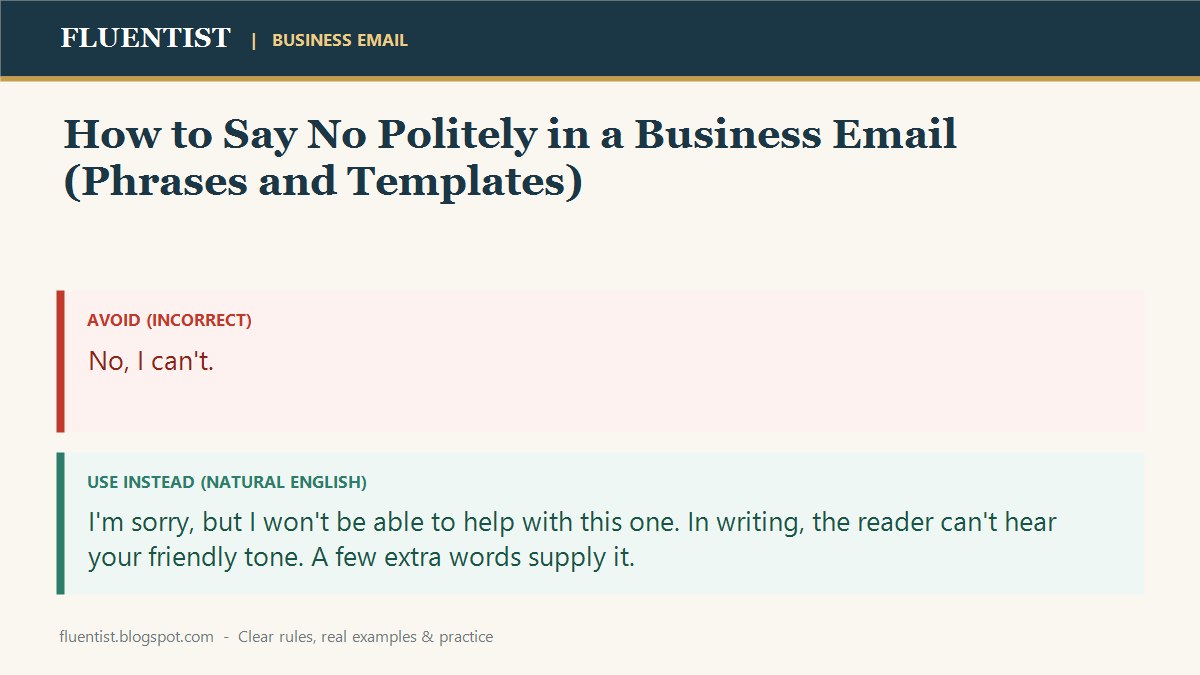 FLUENTIST | BUSINESS EMAIL
How to Say No Politely in a Business Email
(Phrases and Templates)
AVOID (INCORRECT)
No, I can't.
USE INSTEAD (NATURAL ENGLISH)
I'm sorry, but I won't be able to help with this one. In writing, the reader can't hear
your friendly tone. A few extra words supply it.
fluentist.blogspot.com - Clear rules, real examples & practice